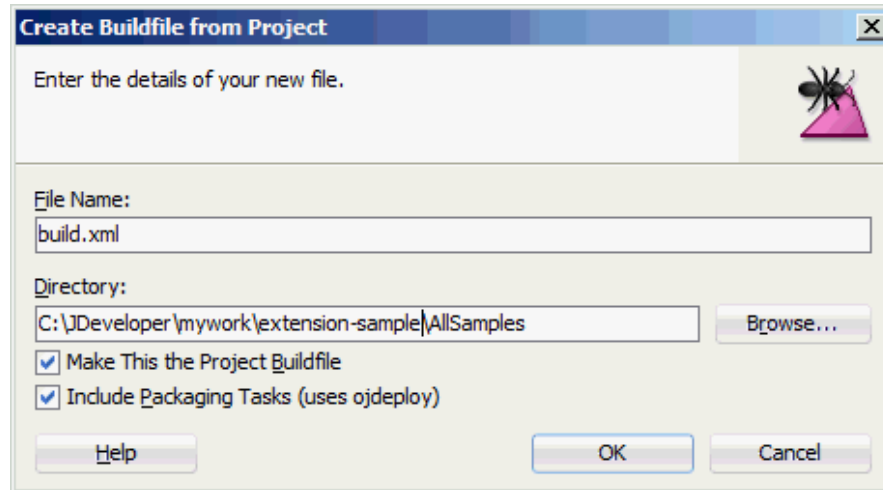 Create Buildfile from Project
Enter the details of your new file.
File Name:
build.xml
Directory:
C:\JDeveloper\mywork\extension-sample\AllSamples
Browse...
Make This the Project Buildfile
Include Packaging Tasks (uses ojdeploy)
Help
OK
Cancel